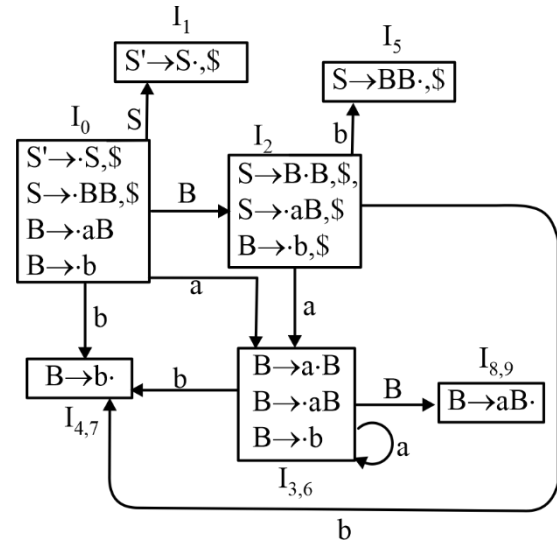 I₁
S'→S·,$
I₅
S→BB·,$
S
b
I₀
S'→·S,$
S→·BB,$
B→·aB
B→·b
B
I₂
S→B·B,$,
S→·aB,$
B→·b,$
a
a
b
B→b·
I₄,₇
b
B→a·B
B→·aB
B→·b
I₃,₆
B
a
I₈,₉
B→aB·
b